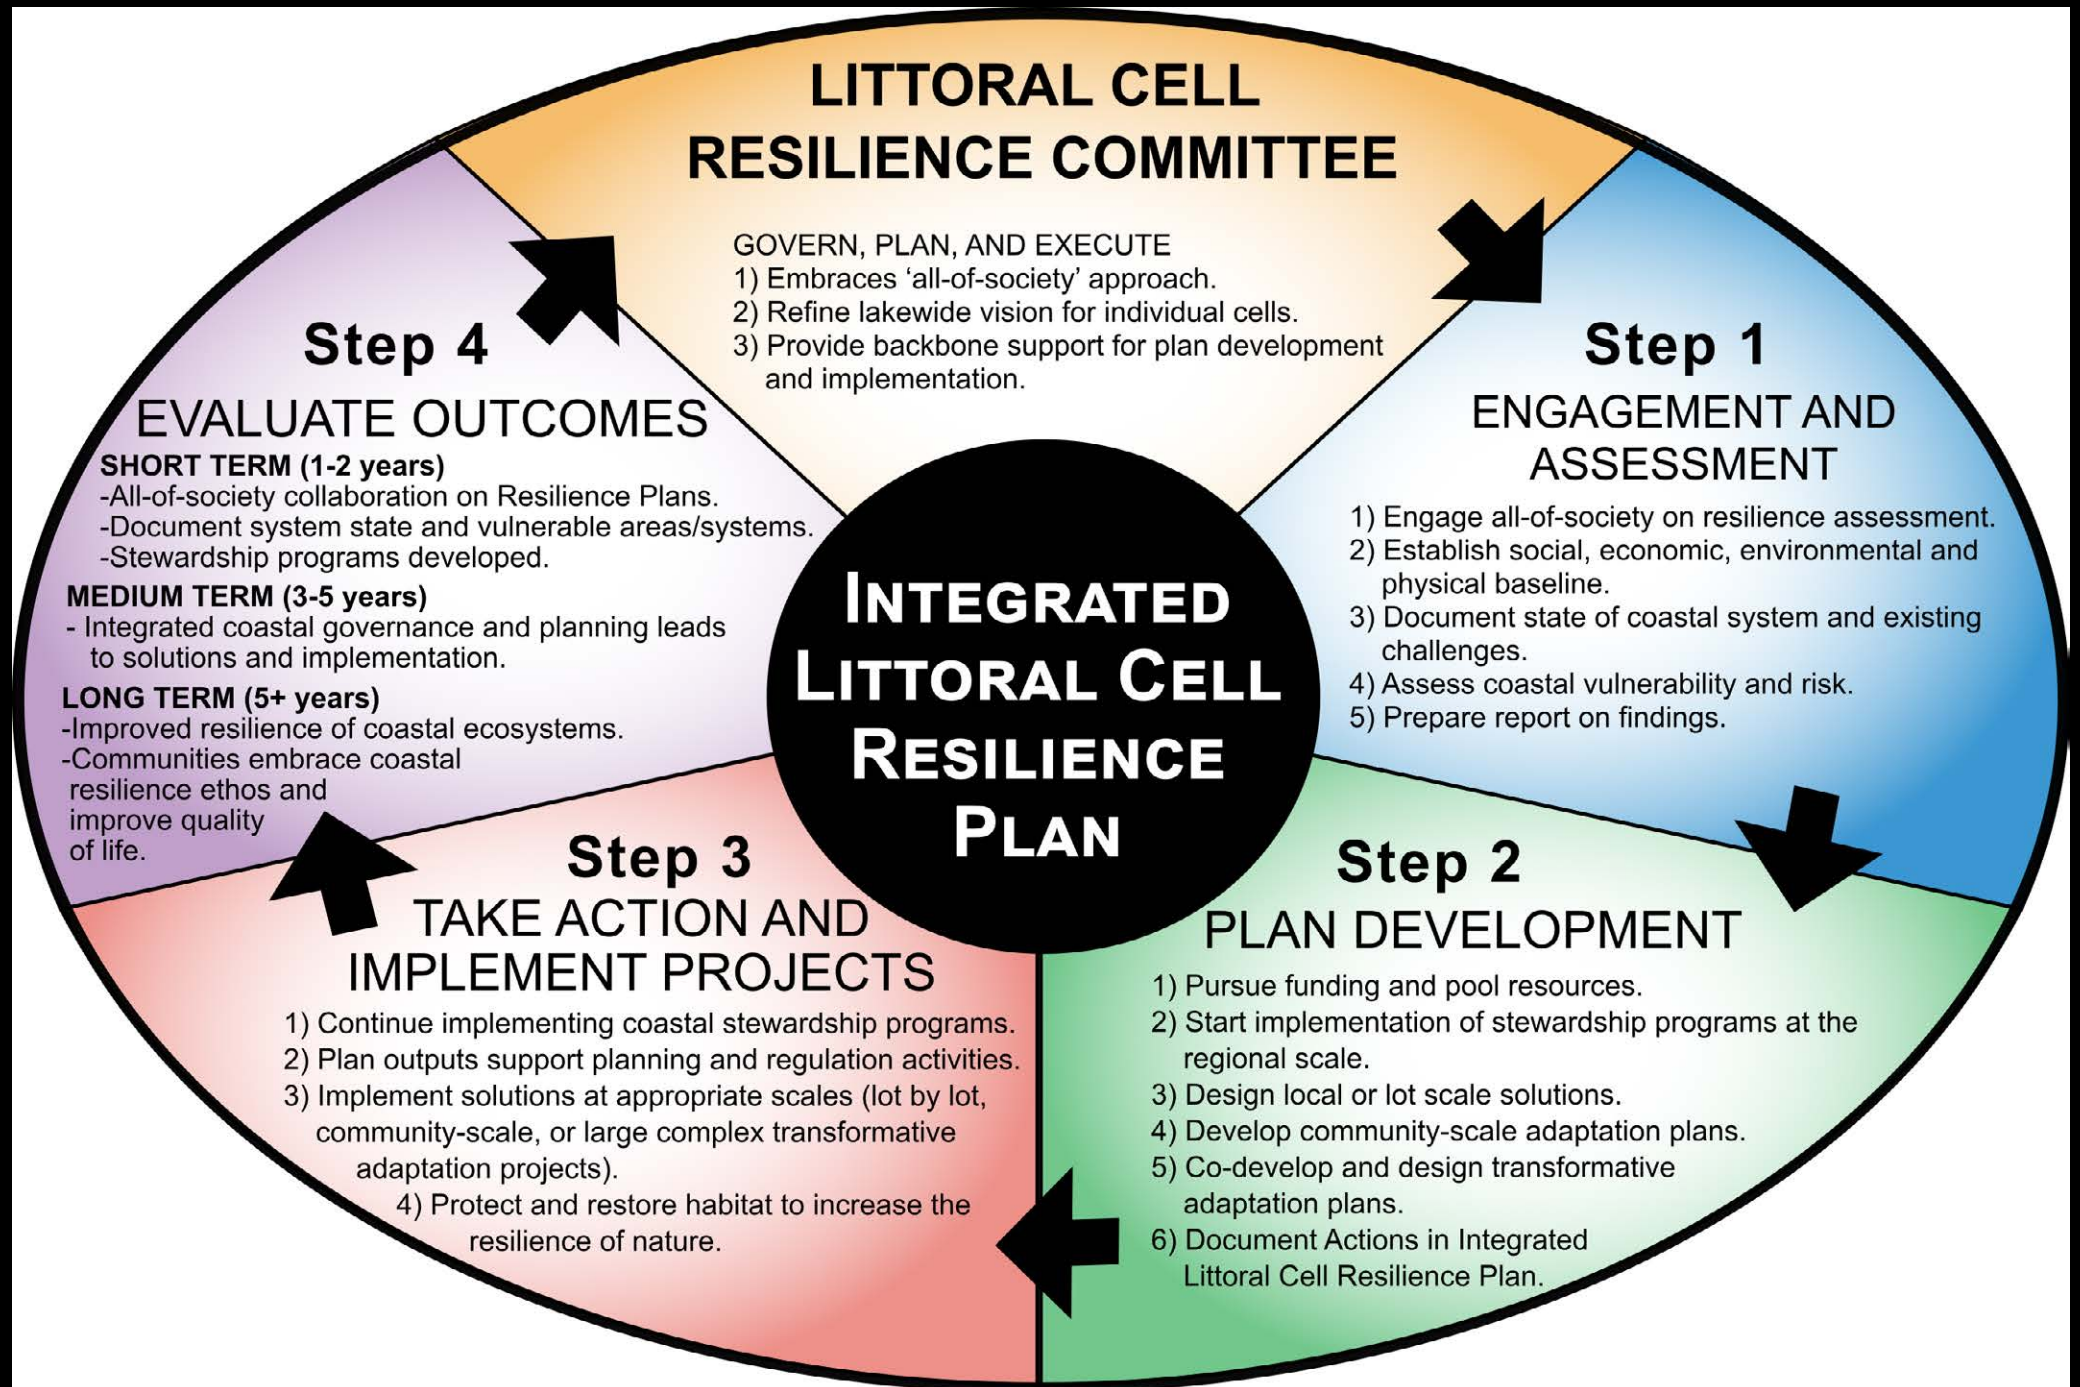 LITTORAL CELL
RESILIENCE COMMITTEE
GOVERN, PLAN, AND EXECUTE
1) Embraces ‘all-of-society’ approach.
2) Refine lakewide vision for individual cells.
3) Provide backbone support for plan development
and implementation.
Step 1
ENGAGEMENT AND
ASSESSMENT
1) Engage all-of-society on resilience assessment.
2) Establish social, economic, environmental and
physical baseline.
3) Document state of coastal system and existing
challenges.
4) Assess coastal vulnerability and risk.
5) Prepare report on findings.
Step 2
PLAN DEVELOPMENT
1) Pursue funding and pool resources.
2) Start implementation of stewardship programs at the
regional scale.
3) Design local or lot scale solutions.
4) Develop community-scale adaptation plans.
5) Co-develop and design transformative
adaptation plans.
6) Document Actions in Integrated
Littoral Cell Resilience Plan.
Step 3
TAKE ACTION AND
IMPLEMENT PROJECTS
1) Continue implementing coastal stewardship programs.
2) Plan outputs support planning and regulation activities.
3) Implement solutions at appropriate scales (lot by lot,
community-scale, or large complex transformative
adaptation projects).
4) Protect and restore habitat to increase the
resilience of nature.
Step 4
EVALUATE OUTCOMES
SHORT TERM (1-2 years)
-All-of-society collaboration on Resilience Plans.
-Document system state and vulnerable areas/systems.
-Stewardship programs developed.
MEDIUM TERM (3-5 years)
- Integrated coastal governance and planning leads
to solutions and implementation.
LONG TERM (5+ years)
-Improved resilience of coastal ecosystems.
-Communities embrace coastal
resilience ethos and
improve quality
of life.
INTEGRATED
LITTORAL CELL
RESILIENCE
PLAN